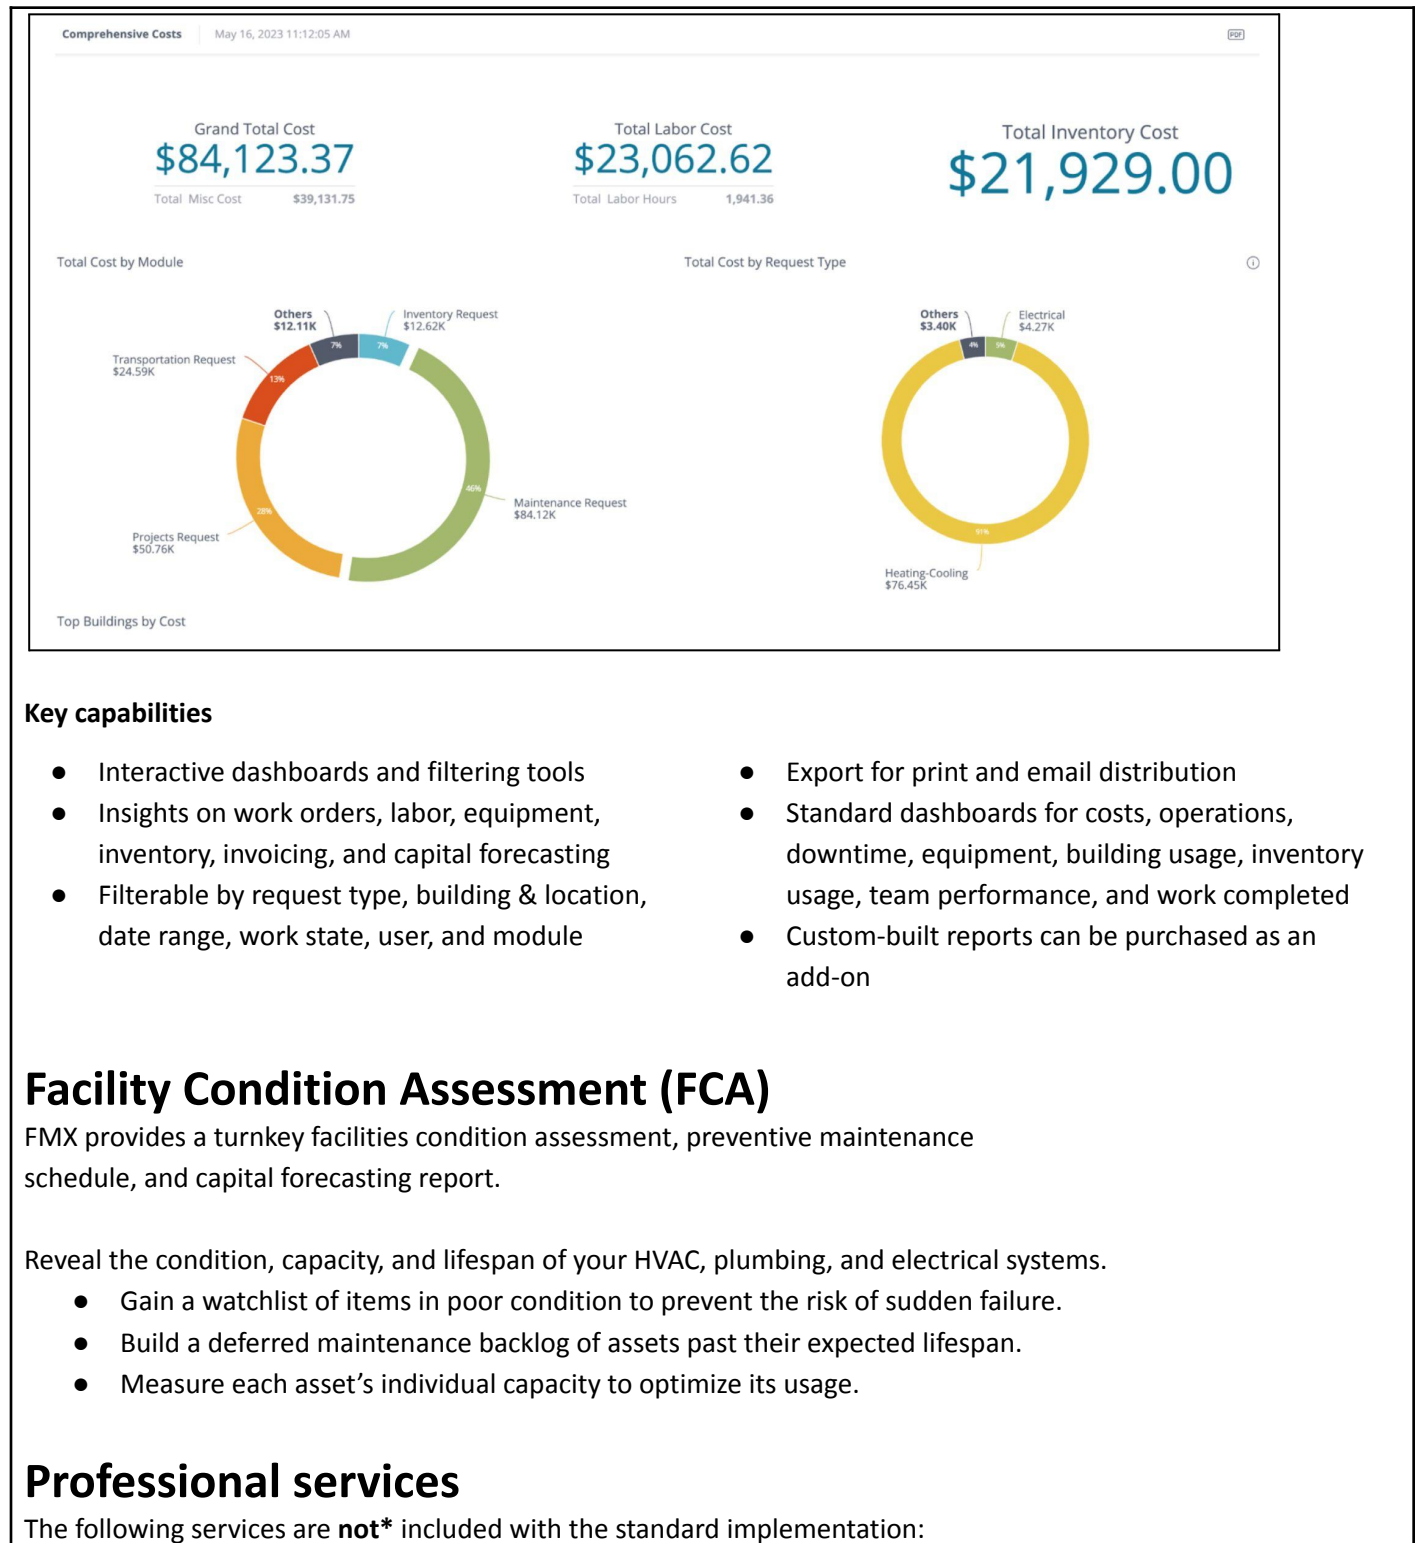 Comprehensive Costs May 16, 2023 11:12:05 AM PDF
Grand Total Cost
$84,123.37
Total Misc Cost $39,131.75
Total Labor Cost
$23,062.62
Total Labor Hours 1,941.36
Total Inventory Cost
$21,929.00
Total Cost by Module
Others
$12.11K
Inventory Request
$12.62K
7%
7%
Transportation Request
$24.59K
13%
46%
Maintenance Request
$84.12K
28%
Projects Request
$50.76K
Total Cost by Request Type
Others
$3.40K
Electrical
$4.27K
4%
5%
91%
Heating-Cooling
$76.45K
Top Buildings by Cost
Key capabilities
● Interactive dashboards and filtering tools
● Insights on work orders, labor, equipment,
inventory, invoicing, and capital forecasting
● Filterable by request type, building & location,
date range, work state, user, and module
● Export for print and email distribution
● Standard dashboards for costs, operations,
downtime, equipment, building usage, inventory
usage, team performance, and work completed
● Custom-built reports can be purchased as an
add-on
Facility Condition Assessment (FCA)
FMX provides a turnkey facilities condition assessment, preventive maintenance
schedule, and capital forecasting report.
Reveal the condition, capacity, and lifespan of your HVAC, plumbing, and electrical systems.
● Gain a watchlist of items in poor condition to prevent the risk of sudden failure.
● Build a deferred maintenance backlog of assets past their expected lifespan.
● Measure each asset’s individual capacity to optimize its usage.
Professional services
The following services are not* included with the standard implementation: